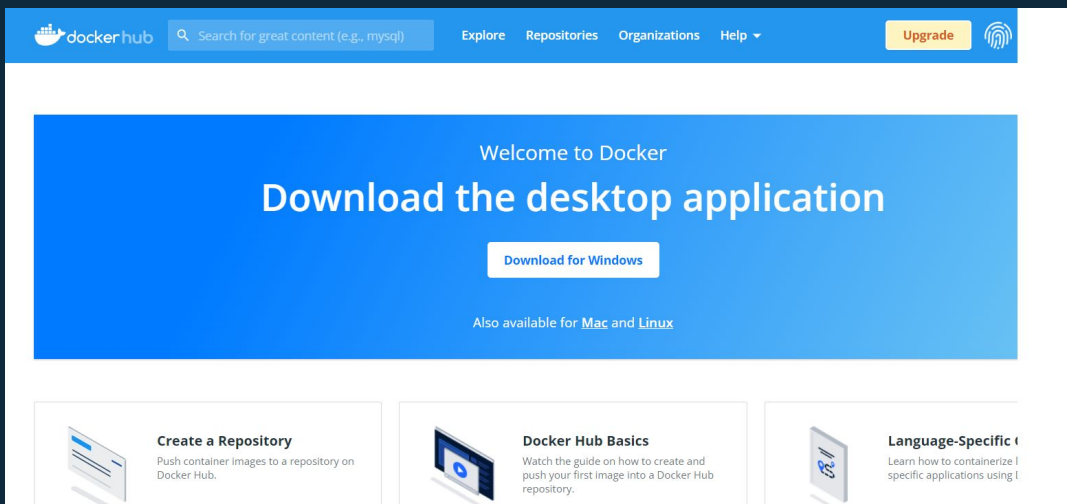 dockerhub
Search for great content (e.g., mysql)
Explore
Repositories
Organizations
Help
Upgrade
Welcome to Docker
Download the desktop application
Download for Windows
Also available for Mac and Linux
Create a Repository
Push container images to a repository on
Docker Hub.
Docker Hub Basics
Watch the guide on how to create and
push your first image into a Docker Hub
repository.
Language-Specific
Learn how to containerize
specific applications using